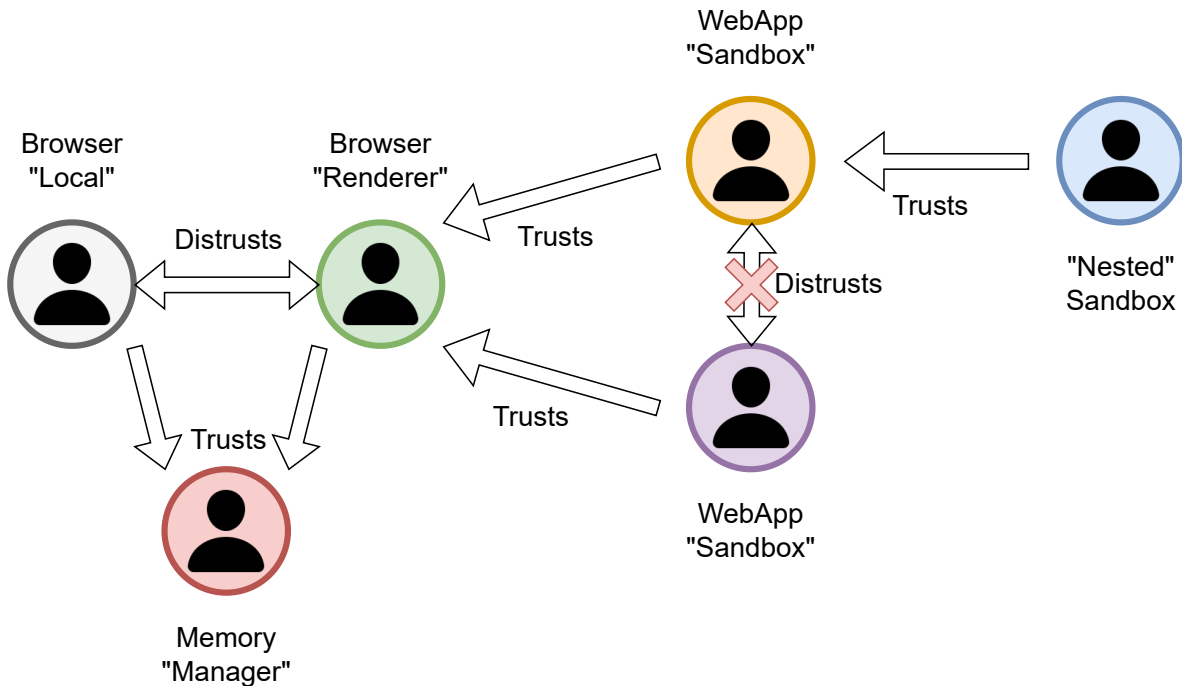 WebApp
"Sandbox"
Browser
"Local"
Browser
"Renderer"
Distrusts
Trusts
Trusts
"Nested"
Sandbox
Distrusts
Trusts
Trusts
WebApp
"Sandbox"
Memory
"Manager"